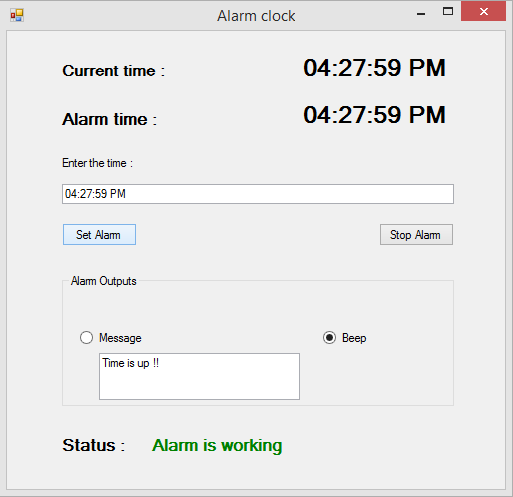 Alarm clock
Current time : 04:27:59 PM
Alarm time : 04:27:59 PM
Enter the time :
04:27:59 PM
Set Alarm Stop Alarm
Alarm Outputs
Message Beep
Time is up !!
Status : Alarm is working